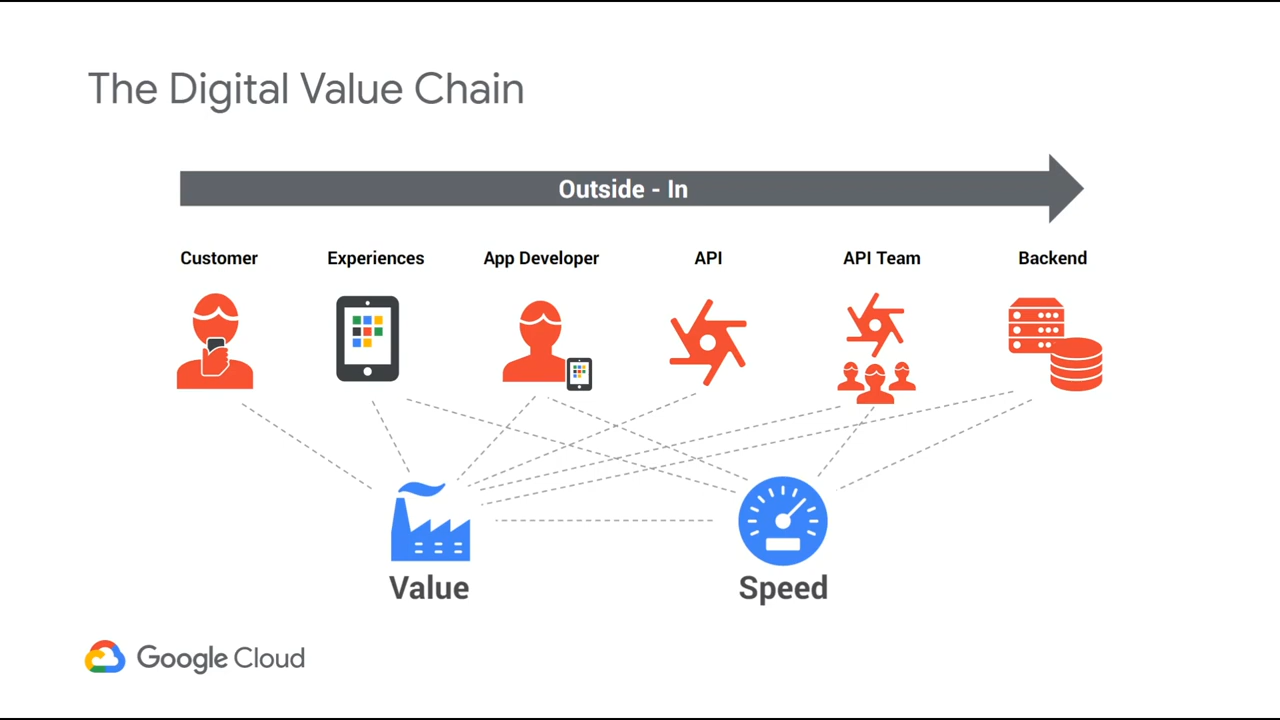 The Digital Value Chain
Outside - In
Customer
Experiences
App Developer
API
API Team
Backend
Value
Speed
Google Cloud